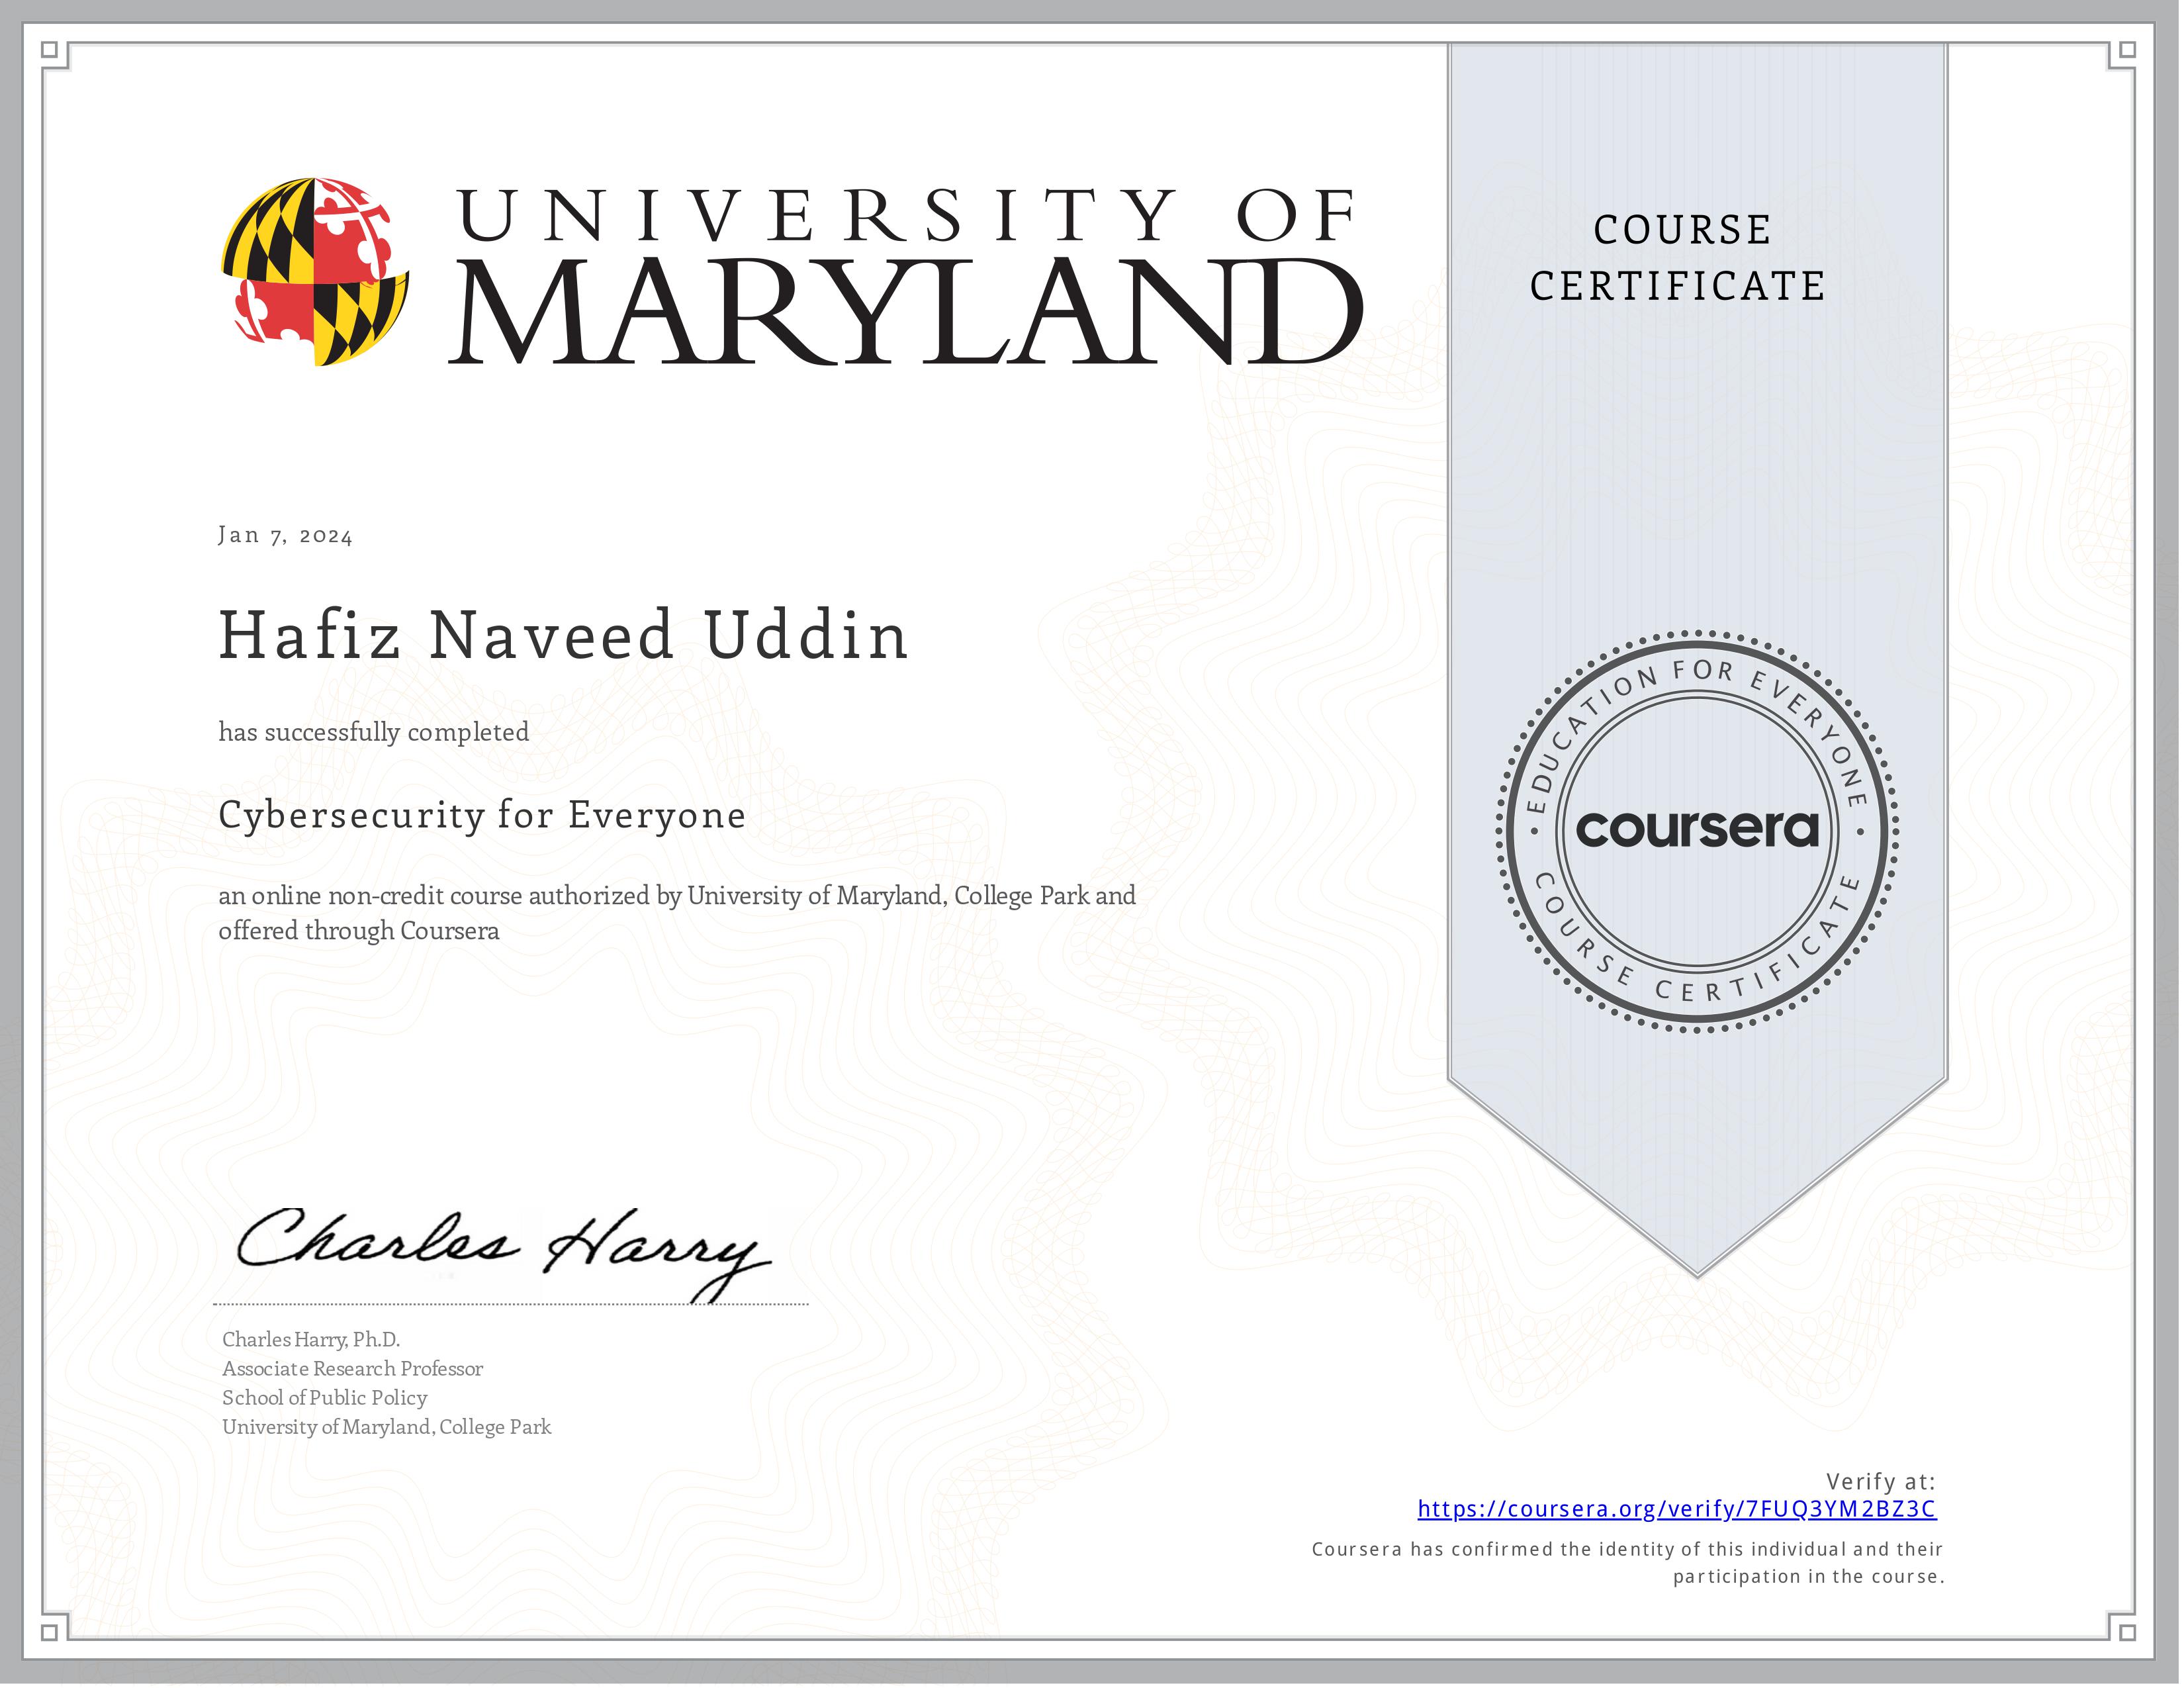 UNIVERSITY OF
MARYLAND
COURSE
CERTIFICATE
Jan 7, 2024
Hafiz Naveed Uddin
has successfully completed
Cybersecurity for Everyone
an online non-credit course authorized by University of Maryland, College Park and
offered through Coursera
EDUCATION FOR EVERYONE
coursera
COURSE CERTIFICATE
Charles Harry
Charles Harry, Ph.D.
Associate Research Professor
School of Public Policy
University of Maryland, College Park
Verify at:
https://coursera.org/verify/7FUQ3YM2BZ3C
Coursera has confirmed the identity of this individual and their
participation in the course.